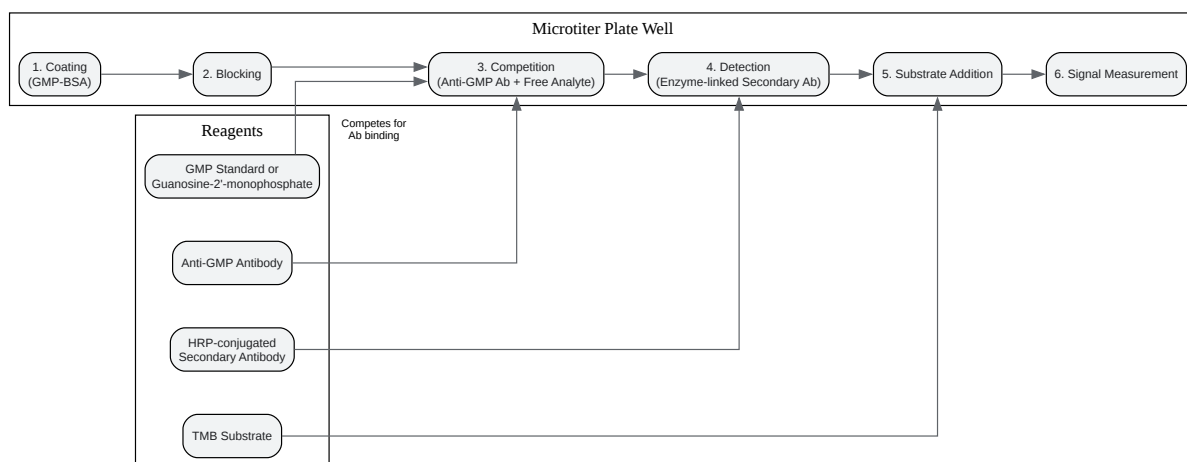 Microtiter Plate Well
1. Coating
(GMP-BSA)
2. Blocking
3. Competition
(Anti-GMP Ab + Free Analyte)
4. Detection
(Enzyme-linked Secondary Ab)
5. Substrate Addition
6. Signal Measurement
Reagents
Competes for
Ab binding
GMP Standard or
Guanosine-2'-monophosphate
Anti-GMP Antibody
HRP-conjugated
Secondary Antibody
TMB Substrate